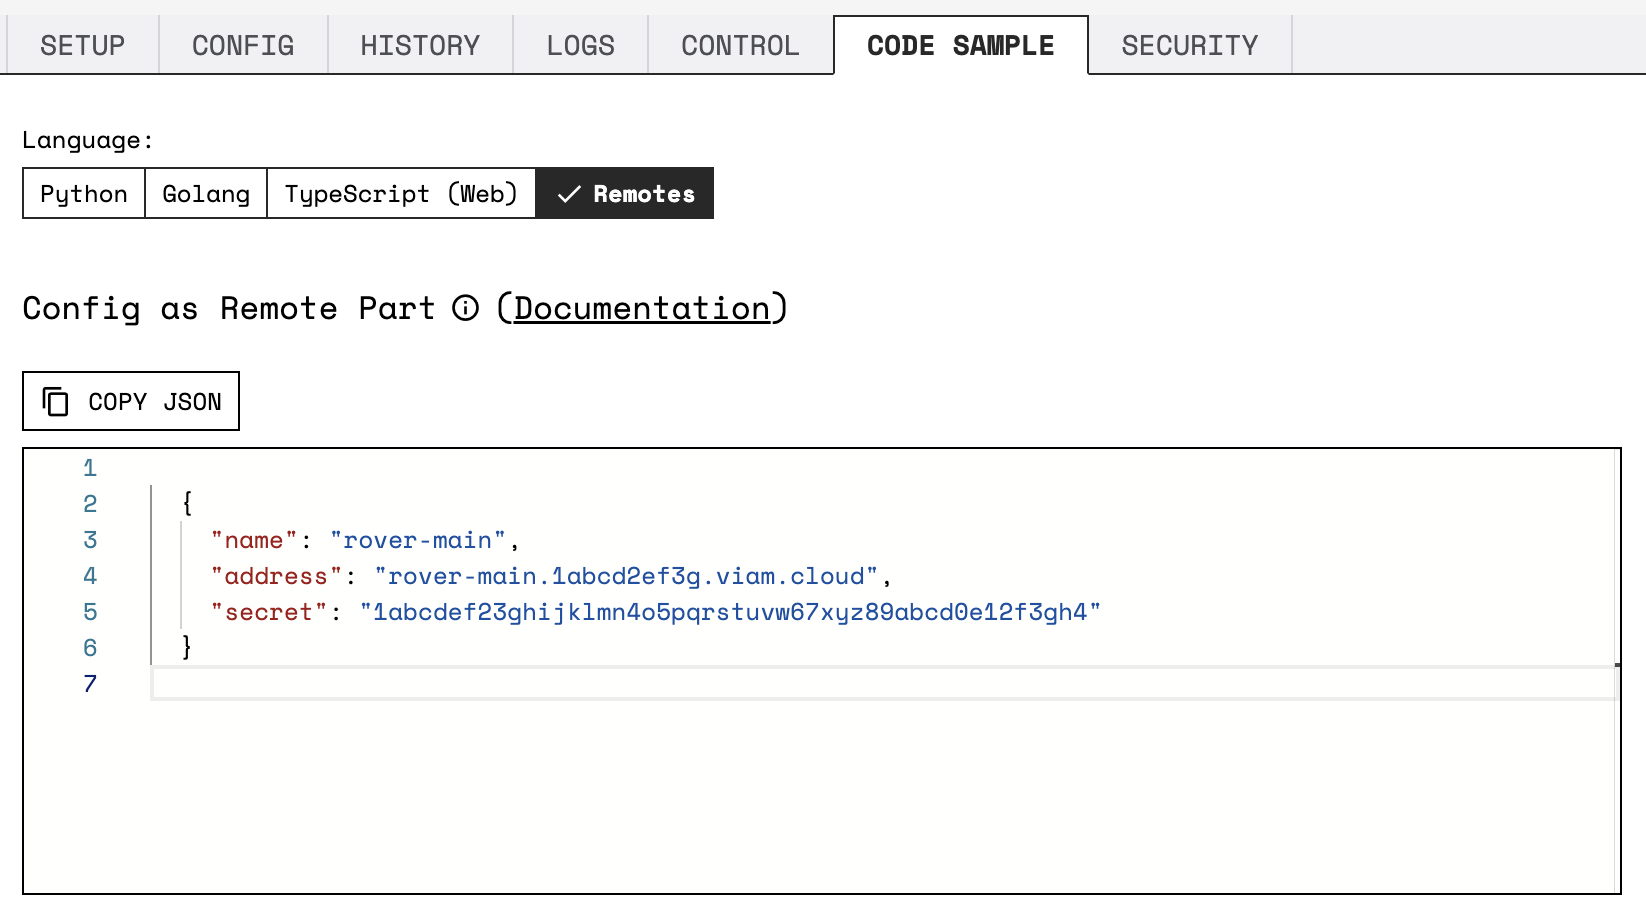 SETUP CONFIG HISTORY LOGS CONTROL CODE SAMPLE SECURITY
Language:
Python Golang TypeScript (Web) Remotes
Config as Remote Part (Documentation)
COPY JSON
1
2 {
3 "name": "rover-main",
4 "address": "rover-main.1abcd2ef3g.viam.cloud",
5 "secret": "1abcdef23ghijklmn4o5pqrstuvw67xyz89abcd0e12f3gh4"
6 }
7